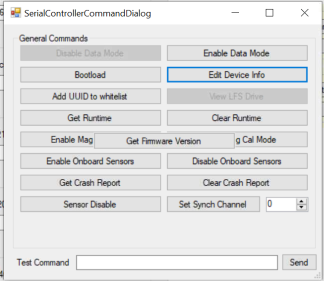 SerialControllerCommandDialog
General Commands
Disable Data Mode
Enable Data Mode
Bootload
Edit Device Info
Add UUID to whitelist
View LFS Drive
Get Runtime
Clear Runtime
Enable Mag
Get Firmware Version
g Cal Mode
Enable Onboard Sensors
Disable Onboard Sensors
Get Crash Report
Clear Crash Report
Sensor Disable
Set Synch Channel
0
Test Command
Send